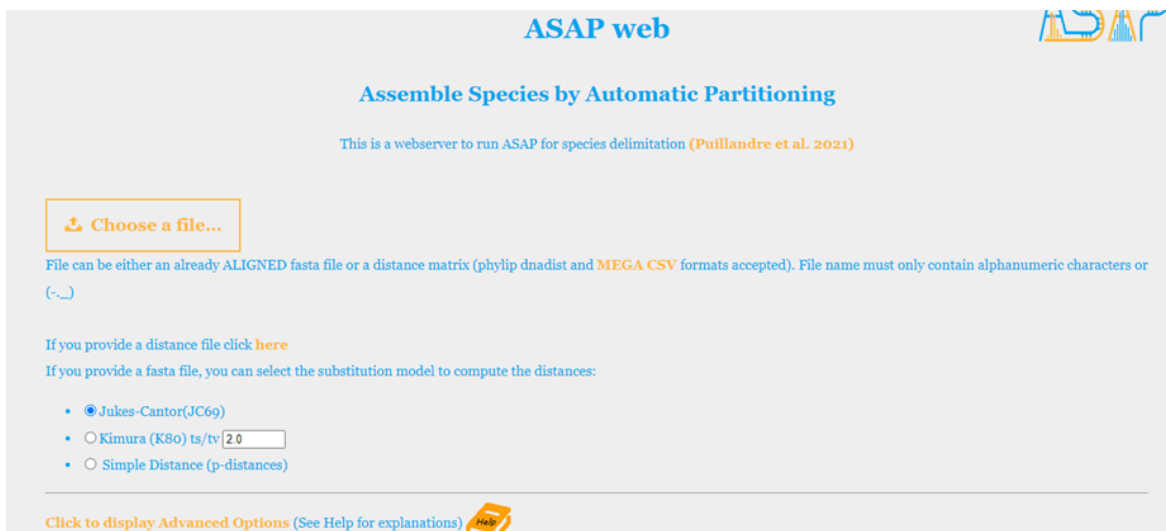 ASAP
ASAP web
Assemble Species by Automatic Partitioning
This is a webserver to run ASAP for species delimitation (Puillandre et al. 2021)
Choose a file...
File can be either an already ALIGNED fasta file or a distance matrix (phylip dnadist and MEGA CSV formats accepted). File name must only contain alphanumeric characters or
(-._)
If you provide a distance file click here
If you provide a fasta file, you can select the substitution model to compute the distances:
Jukes-Cantor(JC69)
Kimura (K80) ts/tv 2.0
Simple Distance (p-distances)
Click to display Advanced Options (See Help for explanations) Help